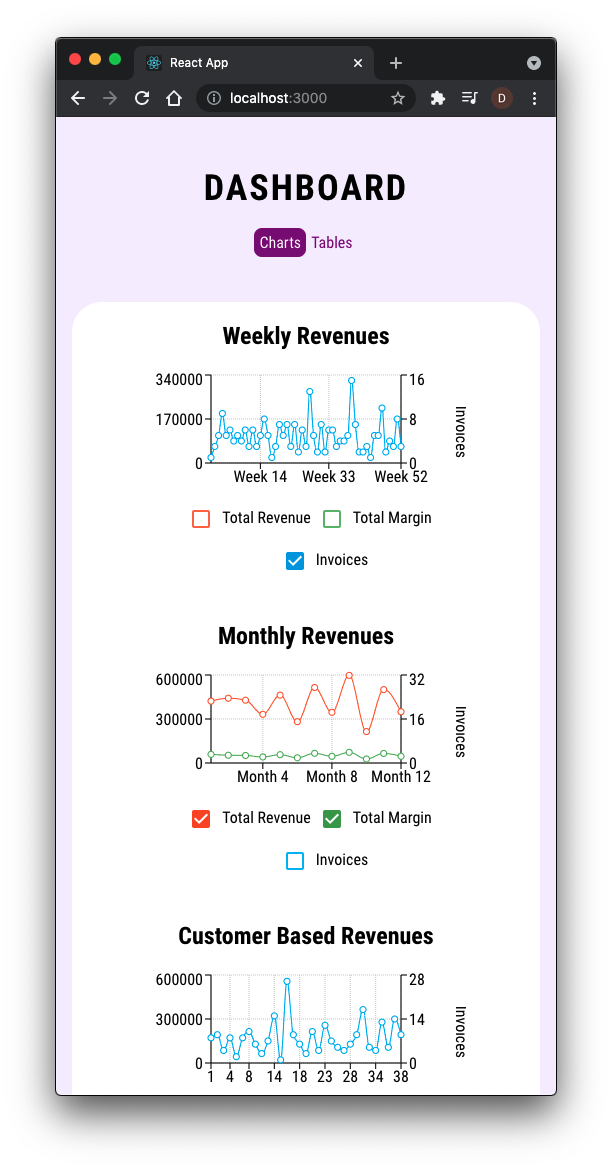 React App
localhost:3000
D
DASHBOARD
Charts Tables
Weekly Revenues
340000 16
170000 8
0 0
Week 14 Week 33 Week 52
Invoices
Total Revenue Total Margin
Invoices
Monthly Revenues
600000 32
300000 16
0 0
Month 4 Month 8 Month 12
Invoices
Total Revenue Total Margin
Invoices
Customer Based Revenues
600000 28
300000 14
0 0
1 4 8 14 18 23 28 34 38
Invoices